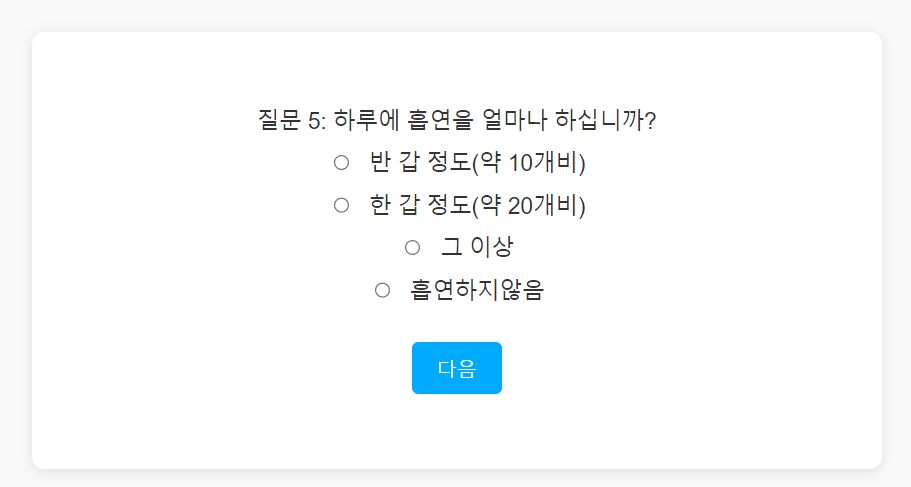 질문 5: 하루에 흡연을 얼마나 하십니까?
반 갑 정도(약 10개비)
한 갑 정도(약 20개비)
그 이상
흡연하지않음
다음